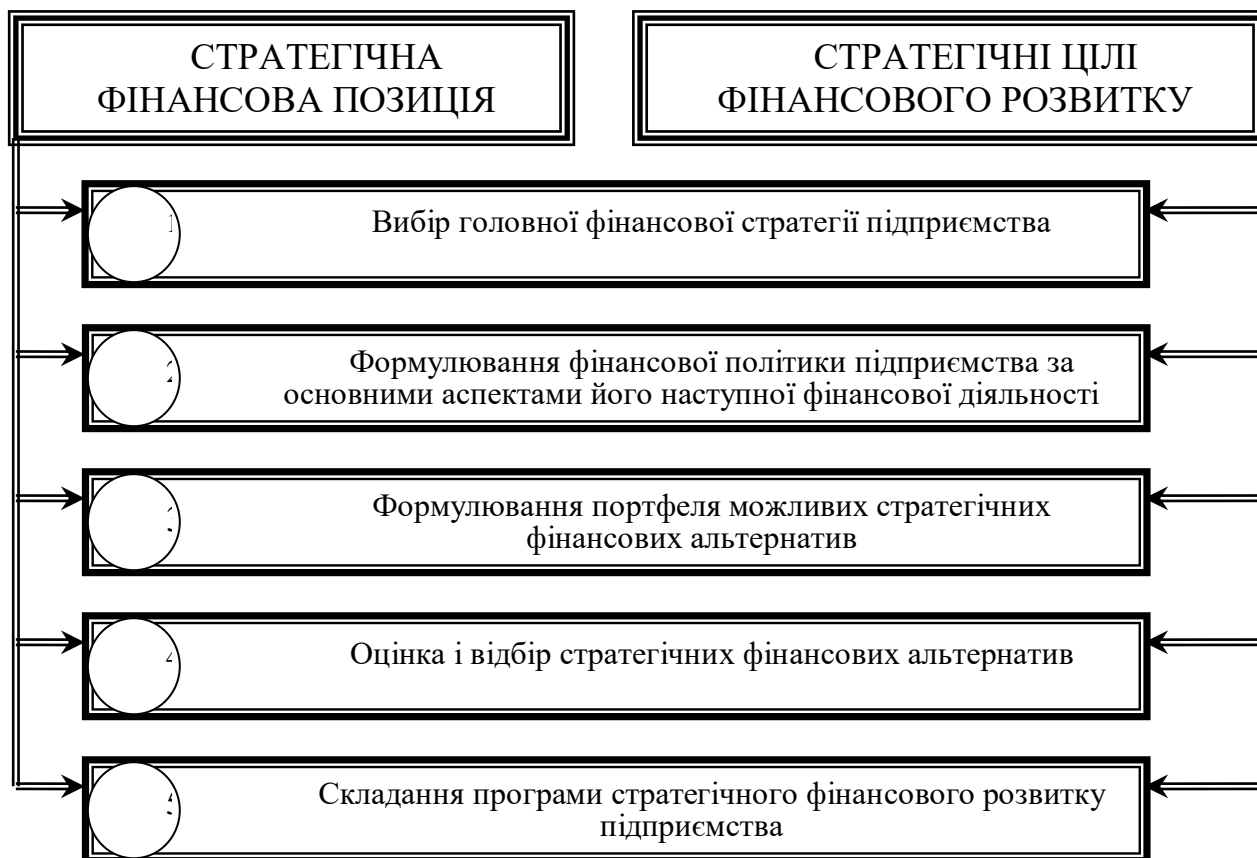 СТРАТЕГІЧНА
ФІНАНСОВА ПОЗИЦІЯ
СТРАТЕГІЧНІ ЦІЛІ
ФІНАНСОВОГО РОЗВИТКУ
Вибір головної фінансової стратегії підприємства
Формулювання фінансової політики підприємства за
основними аспектами його наступної фінансової діяльності
Формулювання портфеля можливих стратегічних
фінансових альтернатив
Оцінка і відбір стратегічних фінансових альтернатив
Складання програми стратегічного фінансового розвитку
підприємства